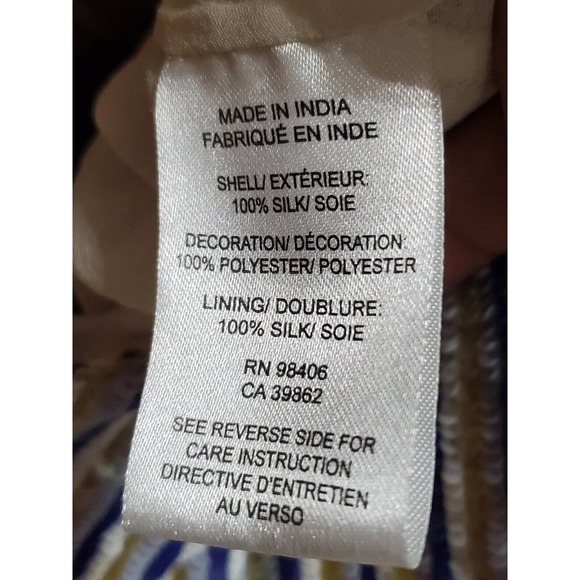 MADE IN INDIA
FABRIQUÉ EN INDE
SHELL/ EXTÉRIEUR:
100% SILK/ SOIE
DECORATION/ DÉCORATION:
100% POLYESTER/ POLYESTER
LINING/ DOUBLURE:
100% SILK/ SOIE
RN 98406
CA 39862
SEE REVERSE SIDE FOR
CARE INSTRUCTION
DIRECTIVE D'ENTRETIEN
AU VERSO